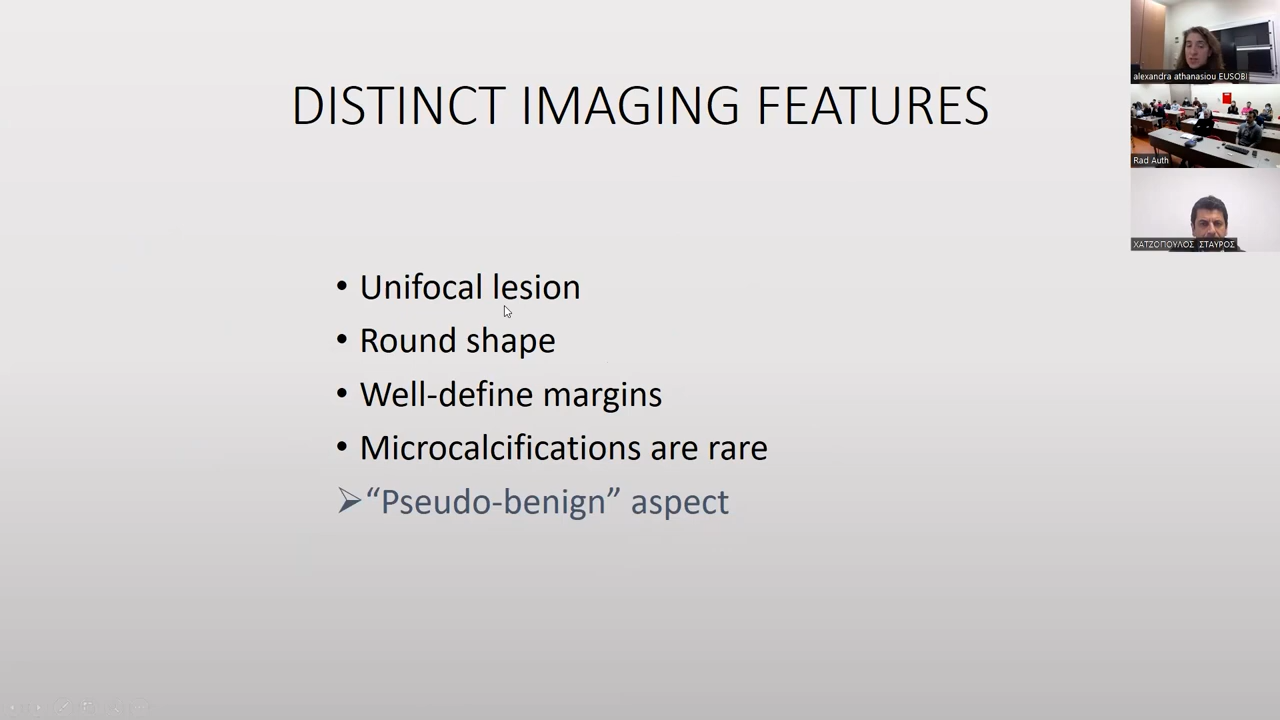 DISTINCT IMAGING FEATURES
• Unifocal lesion
• Round shape
• Well-define margins
• Microcalcifications are rare
➢“Pseudo-benign” aspect
alexandra athanasiou EUSOBI
Rad Auth
ΧΑΤΖΟΠΟΥΛΟΣ ΣΤΑΥΡΟΣ